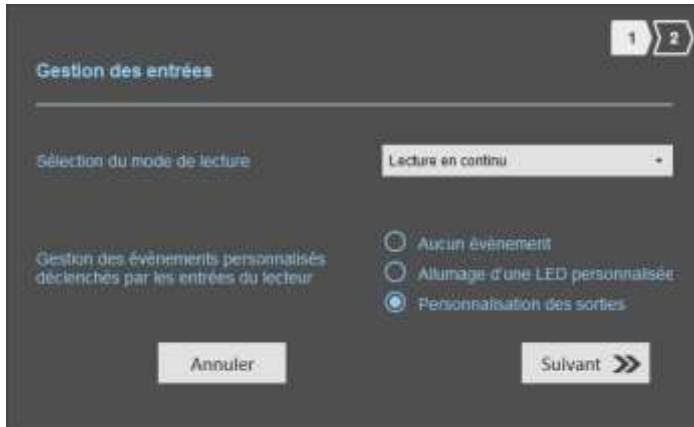 1 2
Gestion des entrées
Sélection du mode de lecture
Lecture en continu
Gestion des évènements personnalisés
déclenchés par les entrées du lecteur
Aucun évènement
Allumage d'une LED personnalisée
Personnalisation des sorties
Annuler
Suivant